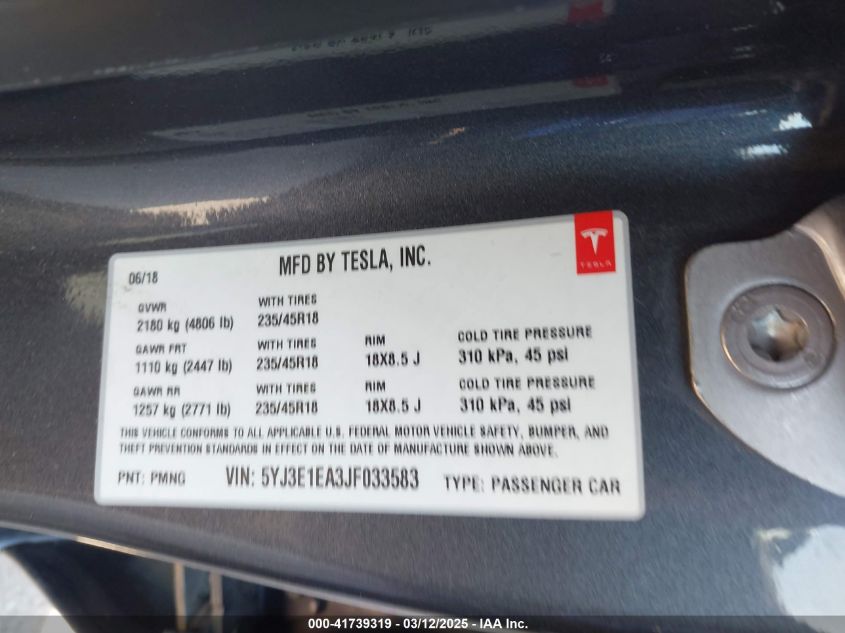 06/18
MFD BY TESLA, INC.
TESLA
GVWR
2180 kg (4806 lb)
WITH TIRES
235/45R18
GAWR FRT
1110 kg (2447 lb)
WITH TIRES
235/45R18
RIM
18X8.5 J
COLD TIRE PRESSURE
310 kPa, 45 psi
GAWR RR
1257 kg (2771 lb)
WITH TIRES
235/45R18
RIM
18X8.5 J
COLD TIRE PRESSURE
310 kPa, 45 psi
THIS VEHICLE CONFORMS TO ALL APPLICABLE U.S. FEDERAL MOTOR VEHICLE SAFETY, BUMPER, AND
THEFT PREVENTION STANDARDS IN EFFECT ON THE DATE OF MANUFACTURE SHOWN ABOVE.
PNT: PMNG
VIN: 5YJ3E1EA3JF033583
TYPE: PASSENGER CAR
000-41739319 - 03/12/2025 - IAA Inc.